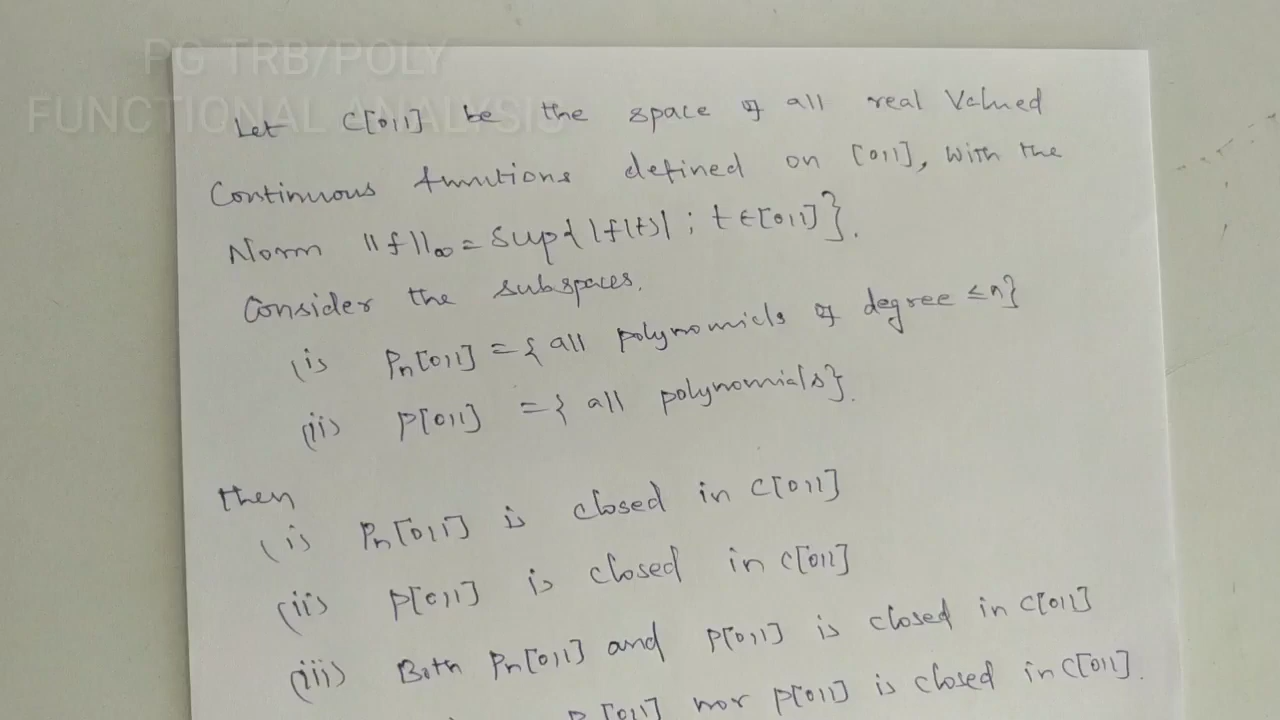 PG TRB/POLY
FUNCTIONAL ANALYSIS
Let C[0,1] be the space of all real Valued
Continuous functions defined on [0,1], with the
Norm ||f||∞ = sup{ |f(t)| ; t ∈ [0,1] }.
Consider the subspaces.
(i) Pn[0,1] = { all polynomials of degree ≤ n}
(ii) P[0,1] = { all polynomials}.
then
(i) Pn[0,1] is closed in C[0,1]
(ii) P[0,1] is closed in C[0,1]
(iii) Both Pn[0,1] and P[0,1] is closed in C[0,1]
Pn[0,1] nor P[0,1] is closed in C[0,1].